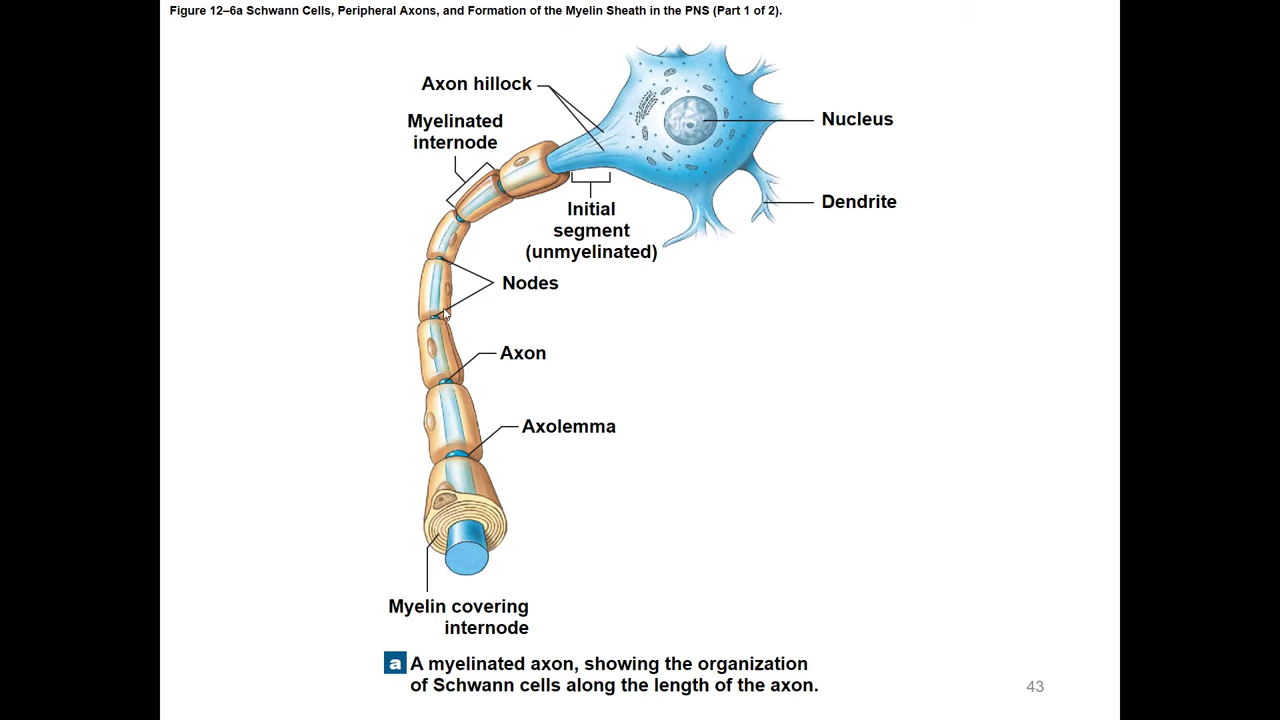 Figure 12–6a Schwann Cells, Peripheral Axons, and Formation of the Myelin Sheath in the PNS (Part 1 of 2).
Axon hillock
Myelinated
internode
Nucleus
Dendrite
Initial
segment
(unmyelinated)
Nodes
Axon
Axolemma
Myelin covering
internode
a A myelinated axon, showing the organization
of Schwann cells along the length of the axon.
43